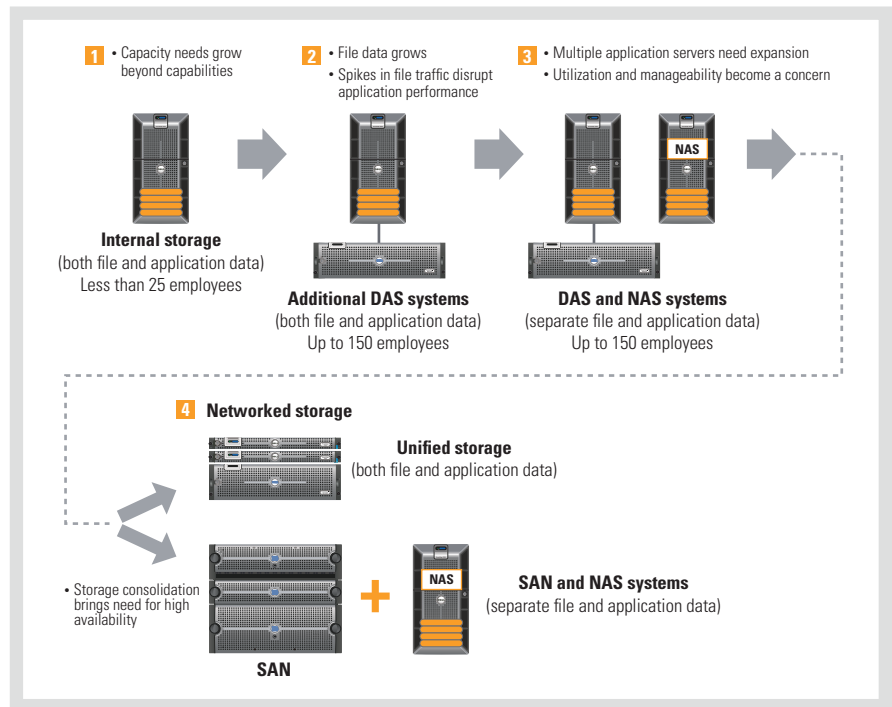 1
• Capacity needs grow
beyond capabilities
2
• File data grows
• Spikes in file traffic disrupt
application performance
3
• Multiple application servers need expansion
• Utilization and manageability become a concern
NAS
Internal storage
(both file and application data)
Less than 25 employees
Additional DAS systems
(both file and application data)
Up to 150 employees
DAS and NAS systems
(separate file and application data)
Up to 150 employees
4
Networked storage
Unified storage
(both file and application data)
• Storage consolidation
brings need for high
availability
SAN
NAS
SAN and NAS systems
(separate file and application data)